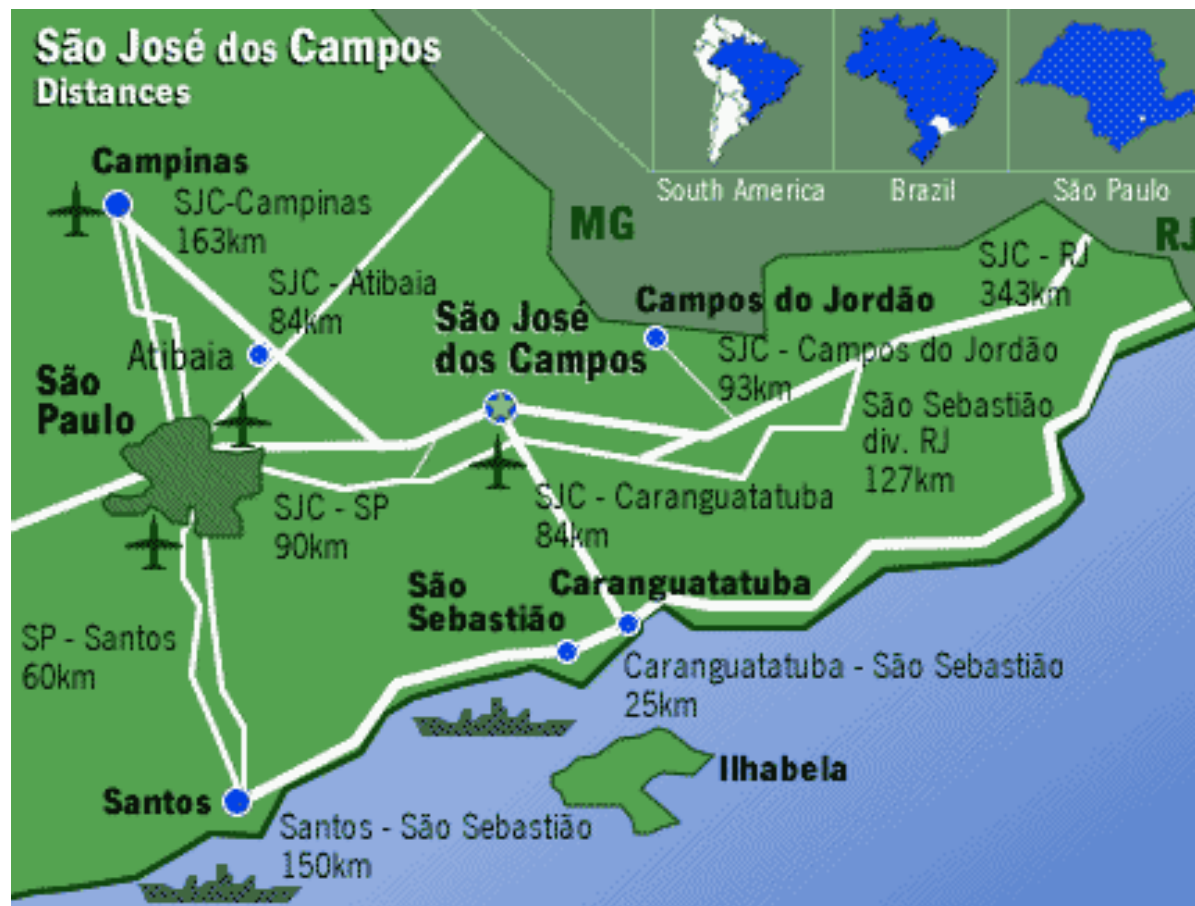 São José dos Campos
Distances
Campinas
SJC-Campinas
163km
SJC - Atibaia
84km
Atibaia
São
Paulo
São José
dos Campos
South America
Brazil
São Paulo
MG
RJ
SJC - RJ
343km
Campos do Jordão
SJC - Campos do Jordão
93km
São Sebastião
div. RJ
127km
SJC - SP
90km
SJC - Caranguatatuba
84km
São
Sebastião
Caranguatatuba
SP - Santos
60km
Caranguatatuba - São Sebastião
25km
Ilhabela
Santos
Santos - São Sebastião
150km